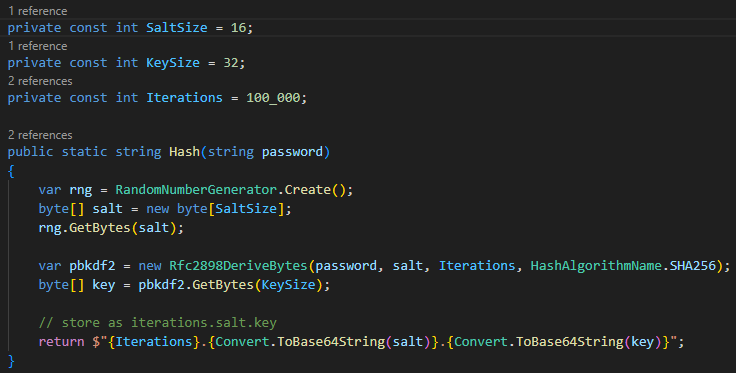 1 reference
private const int SaltSize = 16;
1 reference
private const int KeySize = 32;
2 references
private const int Iterations = 100_000;
2 references
public static string Hash(string password)
{
var rng = RandomNumberGenerator.Create();
byte[] salt = new byte[SaltSize];
rng.GetBytes(salt);
var pbkdf2 = new Rfc2898DeriveBytes(password, salt, Iterations, HashAlgorithmName.SHA256);
byte[] key = pbkdf2.GetBytes(KeySize);
// store as iterations.salt.key
return $"{Iterations}.{Convert.ToBase64String(salt)}.{Convert.ToBase64String(key)}";
}